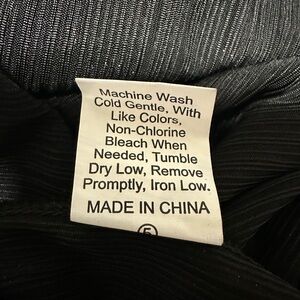 Machine Wash
Cold Gentle, With
Like Colors,
Non-Chlorine
Bleach When
Needed, Tumble
Dry Low, Remove
Promptly, Iron Low.
MADE IN CHINA